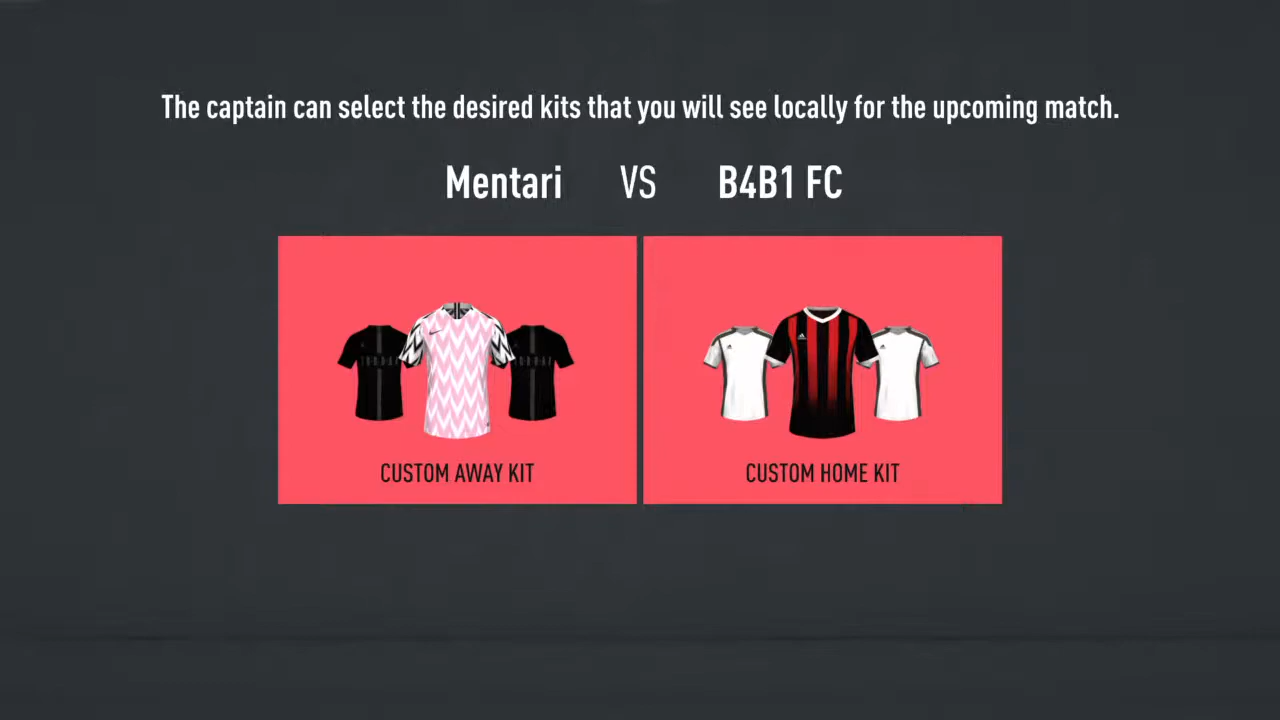 The captain can select the desired kits that you will see locally for the upcoming match.
Mentari VS B4B1 FC
CUSTOM AWAY KIT
CUSTOM HOME KIT